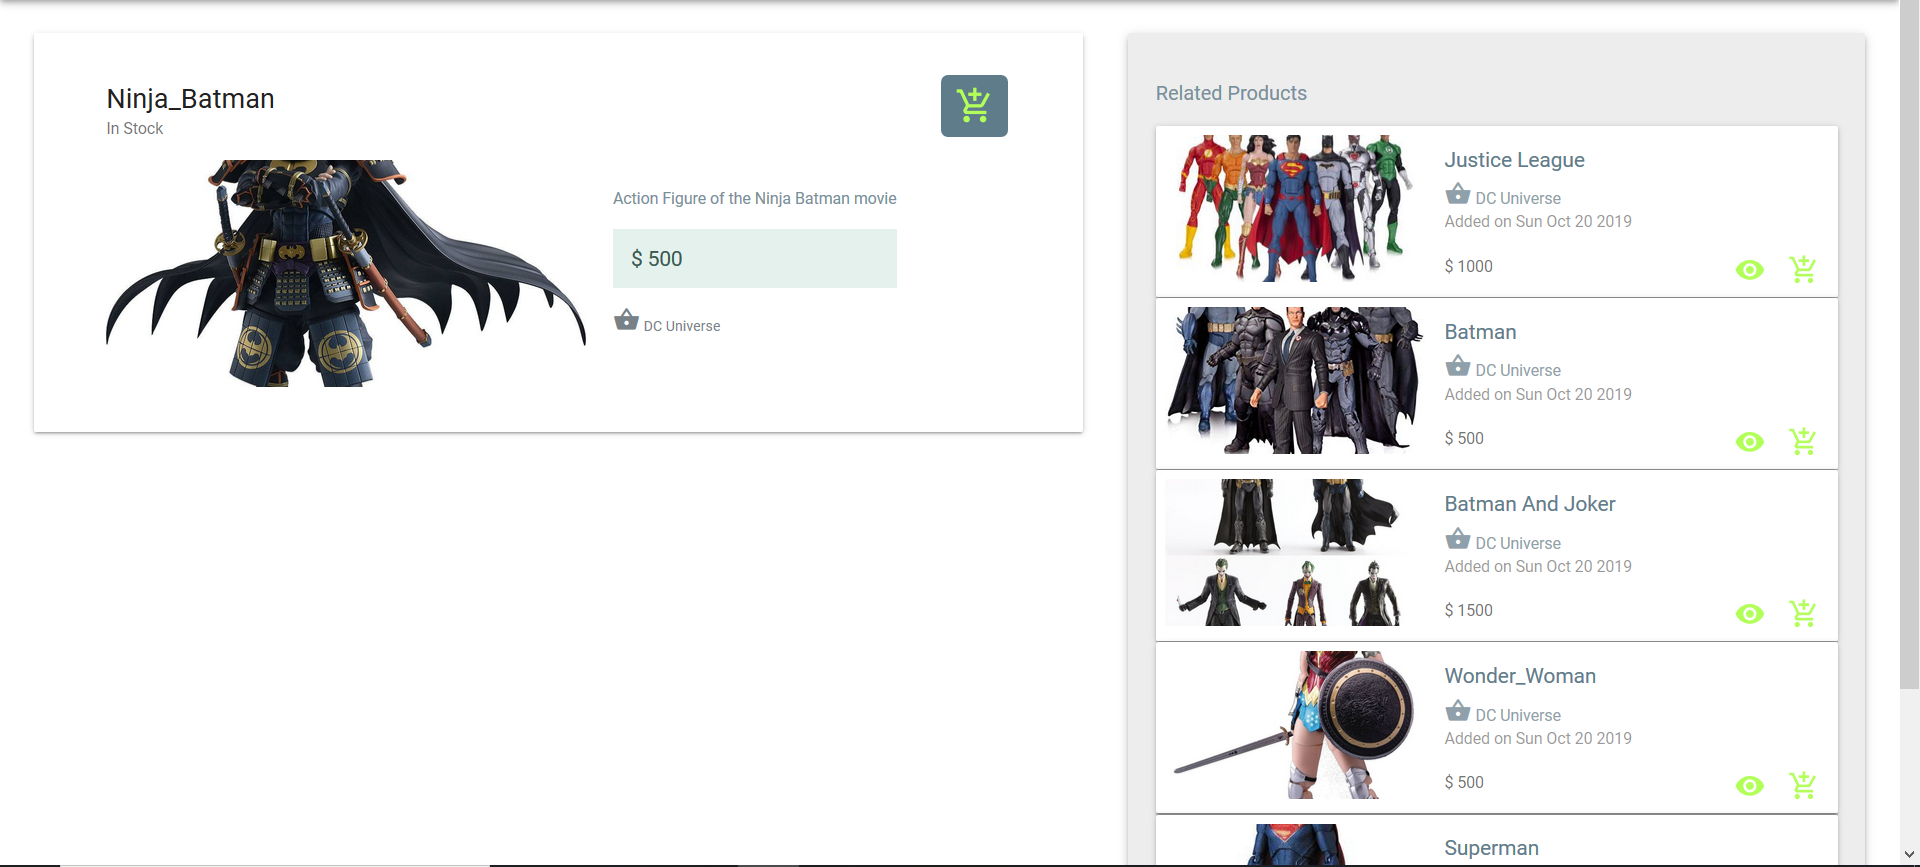 Ninja_Batman
In Stock
Action Figure of the Ninja Batman movie
$ 500
DC Universe
Related Products
Justice League
DC Universe
Added on Sun Oct 20 2019
$ 1000
Batman
DC Universe
Added on Sun Oct 20 2019
$ 500
Batman And Joker
DC Universe
Added on Sun Oct 20 2019
$ 1500
Wonder_Woman
DC Universe
Added on Sun Oct 20 2019
$ 500
Superman